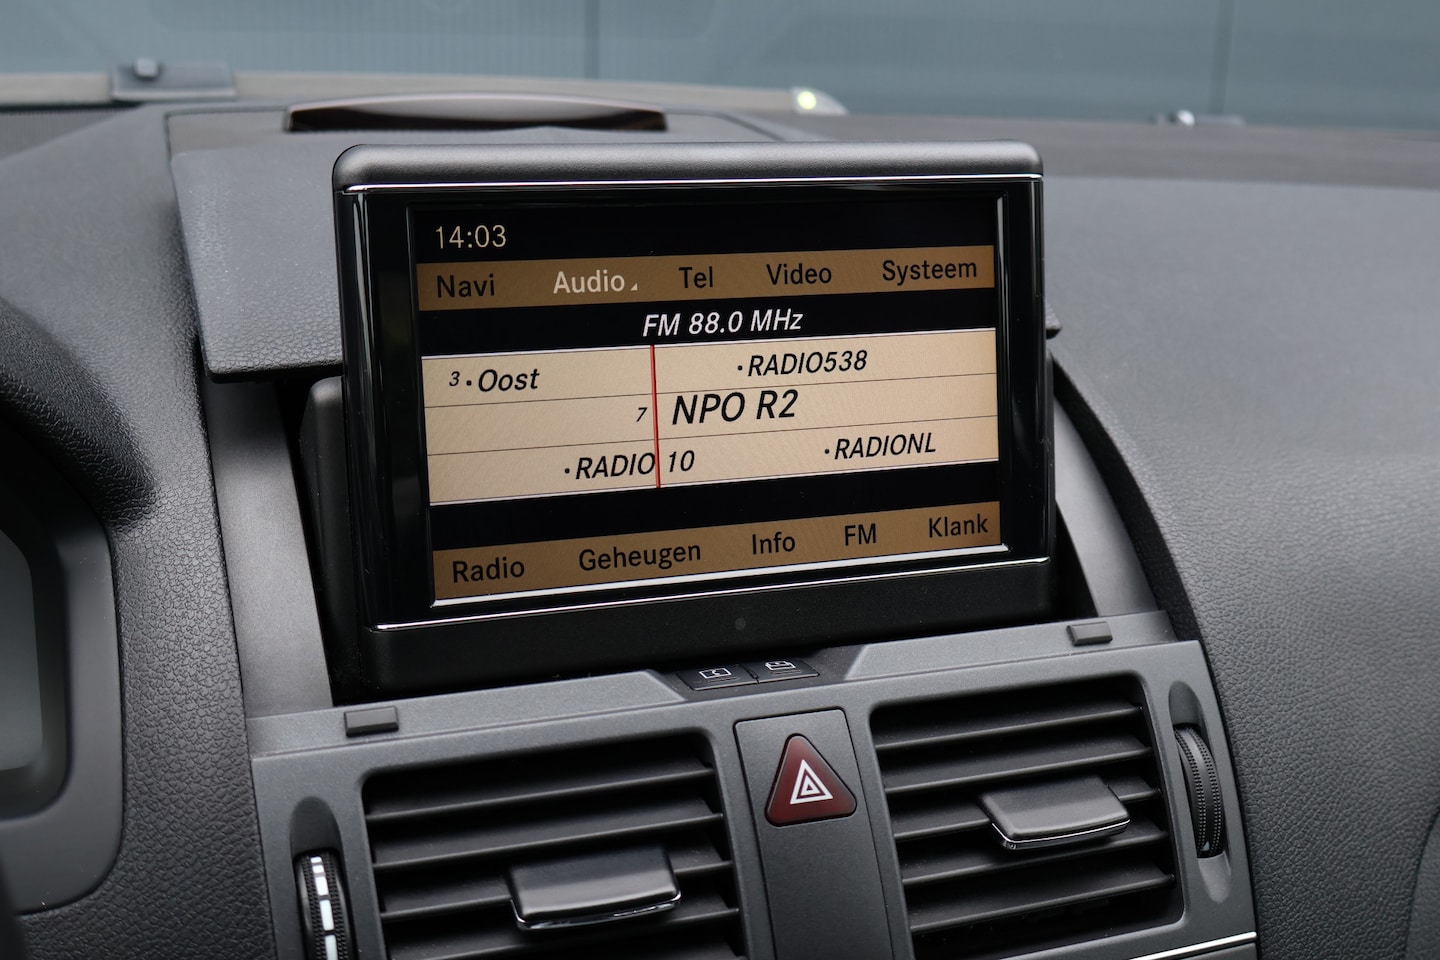 14:03
Navi Audio Tel Video Systeem
FM 88.0 MHz
3 · Oost ·RADIO538
7 NPO R2
·RADIO 10 ·RADIONL
Radio Geheugen Info FM Klank